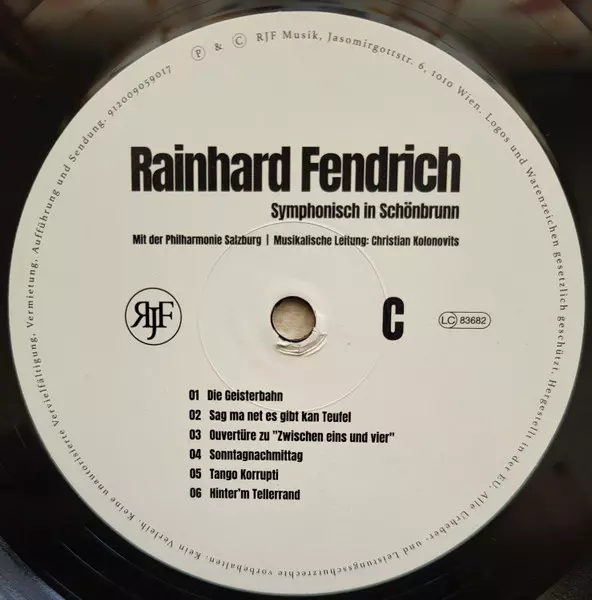 ℗ & © RJF Musik, Jasomirgottstr. 6, 1010 Wien. Logos und Warenzeichen gesetzlich geschützt. Hergestellt in der EU. Alle Urheber- und Leistungsschutzrechte vorbehalten. Kein Verleih. Keine unautorisierte Vervielfältigung, Vermietung, Aufführung und Sendung. 912009059017
Rainhard Fendrich
Symphonisch in Schönbrunn
Mit der Philharmonie Salzburg | Musikalische Leitung: Christian Kolonovits
RJF
C
LC 83682
01 Die Geisterbahn
02 Sag ma net es gibt kan Teufel
03 Ouvertüre zu "Zwischen eins und vier"
04 Sonntagnachmittag
05 Tango Korrupti
06 Hinter'm Tellerrand